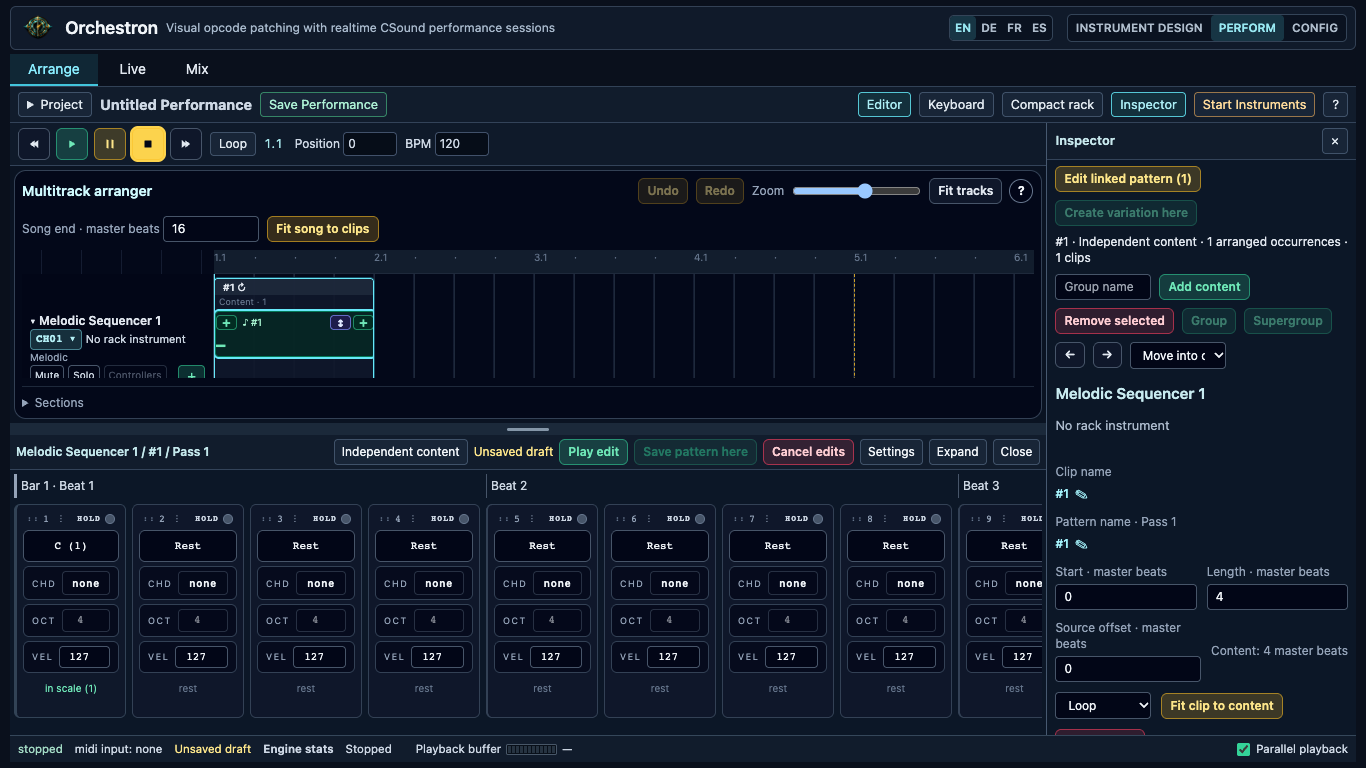 Orchestron Visual opcode patching with realtime CSound performance sessions EN DE FR ES INSTRUMENT DESIGN PERFORM CONFIG
Arrange Live Mix
Project Untitled Performance Save Performance Editor Keyboard Compact rack Inspector Start Instruments ?
Loop 1.1 Position 0 BPM 120
Multitrack arranger Undo Redo Zoom Fit tracks ?
Song end · master beats 16 Fit song to clips
1.1 2.1 3.1 4.1 5.1 6.1
#1
Content · 1
Melodic Sequencer 1 + #1 +
CH01 No rack instrument
Melodic
Mute Solo Controllers +
Sections
Melodic Sequencer 1 / #1 / Pass 1 Independent content Unsaved draft Play edit Save pattern here Cancel edits Settings Expand Close
Bar 1 · Beat 1 Beat 2 Beat 3
1 HOLD 2 HOLD 3 HOLD 4 HOLD 5 HOLD 6 HOLD 7 HOLD 8 HOLD 9 HOLD
C (1) Rest Rest Rest Rest Rest Rest Rest Rest
CHD none CHD none CHD none CHD none CHD none CHD none CHD none CHD none CHD none
OCT 4 OCT 4 OCT 4 OCT 4 OCT 4 OCT 4 OCT 4 OCT 4 OCT 4
VEL 127 VEL 127 VEL 127 VEL 127 VEL 127 VEL 127 VEL 127 VEL 127 VEL 127
in scale (1) rest rest rest rest rest rest rest rest
Inspector ×
Edit linked pattern (1)
Create variation here
#1 · Independent content · 1 arranged occurrences ·
1 clips
Group name Add content
Remove selected Group Supergroup
← → Move into
Melodic Sequencer 1
No rack instrument
Clip name
#1
Pattern name · Pass 1
#1
Start · master beats Length · master beats
0 4
Source offset · master
beats
Content: 4 master beats
0
Loop Fit clip to content
stopped midi input: none Unsaved draft Engine stats Stopped Playback buffer — Parallel playback